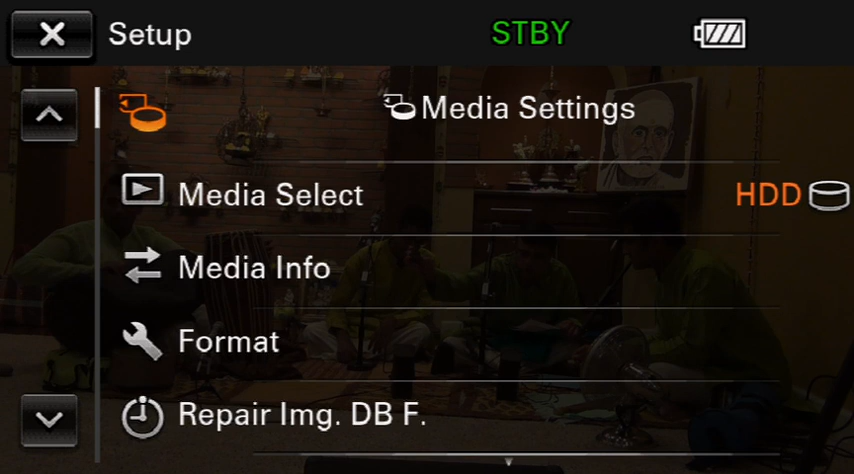 Setup
STBY
Media Settings
Media Select
HDD
Media Info
Format
Repair Img. DB F.